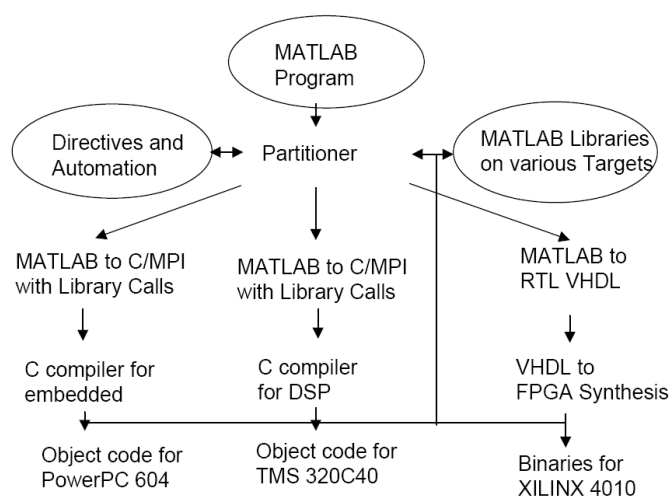 MATLAB
Program
Directives and
Automation
Partitioner
MATLAB Libraries
on various Targets
MATLAB to C/MPI
with Library Calls
MATLAB to C/MPI
with Library Calls
MATLAB to
RTL VHDL
C compiler for
embedded
C compiler
for DSP
VHDL to
FPGA Synthesis
Object code for
PowerPC 604
Object code for
TMS 320C40
Binaries for
XILINX 4010